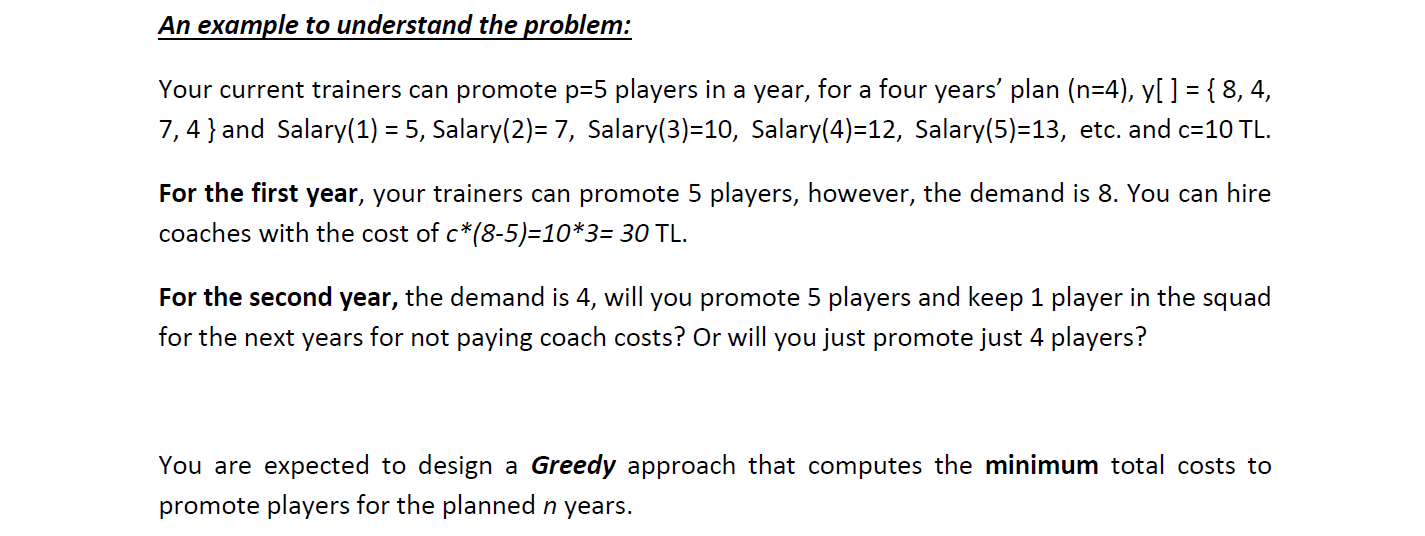 An example to understand the problem:
Your current trainers can promote p=5 players in a year, for a four years’ plan (n=4), y[ ] = { 8, 4,
7, 4 } and Salary(1) = 5, Salary(2)= 7, Salary(3)=10, Salary(4)=12, Salary(5)=13, etc. and c=10 TL.
For the first year, your trainers can promote 5 players, however, the demand is 8. You can hire
coaches with the cost of c*(8-5)=10*3= 30 TL.
For the second year, the demand is 4, will you promote 5 players and keep 1 player in the squad
for the next years for not paying coach costs? Or will you just promote just 4 players?
You are expected to design a Greedy approach that computes the minimum total costs to
promote players for the planned n years.